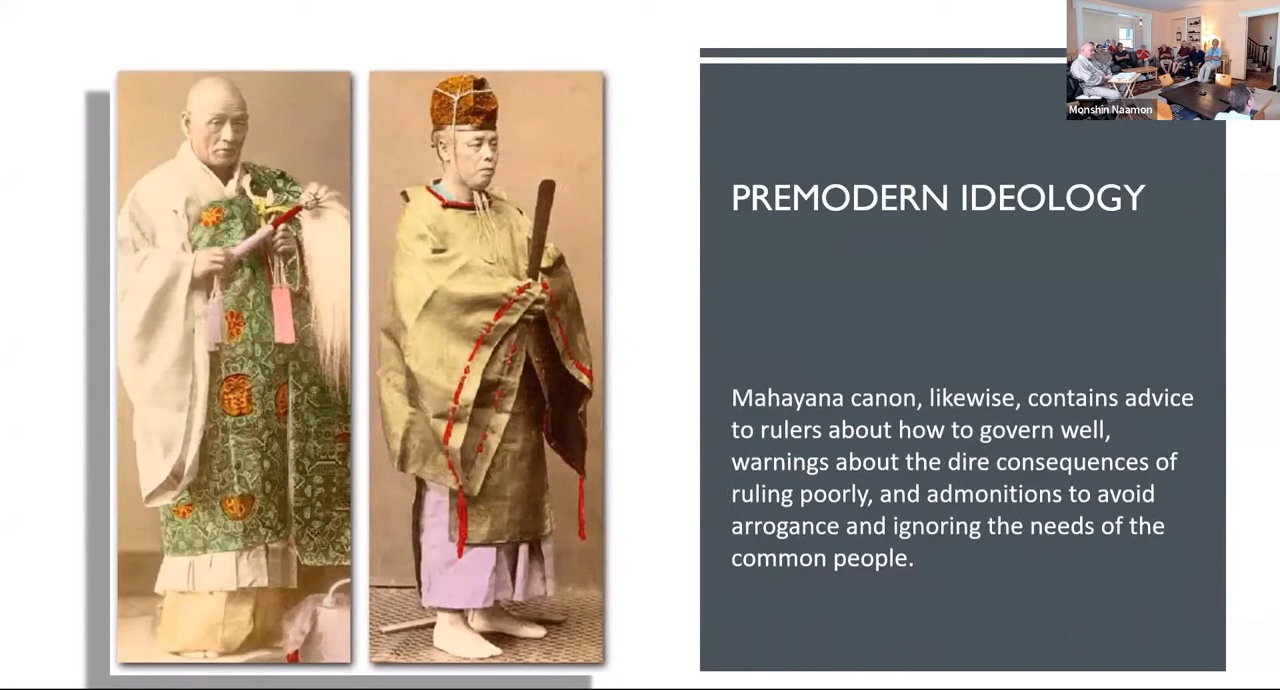 Monshin Naamon
PREMODERN IDEOLOGY
Mahayana canon, likewise, contains advice
to rulers about how to govern well,
warnings about the dire consequences of
ruling poorly, and admonitions to avoid
arrogance and ignoring the needs of the
common people.